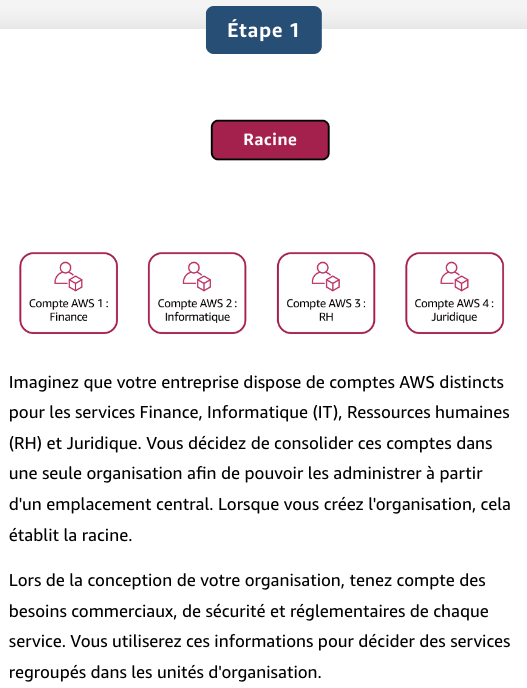 Étape 1
Racine
Compte AWS 1 :
Finance
Compte AWS 2 :
Informatique
Compte AWS 3 :
RH
Compte AWS 4 :
Juridique
Imaginez que votre entreprise dispose de comptes AWS distincts
pour les services Finance, Informatique (IT), Ressources humaines
(RH) et Juridique. Vous décidez de consolider ces comptes dans
une seule organisation afin de pouvoir les administrer à partir
d'un emplacement central. Lorsque vous créez l'organisation, cela
établit la racine.
Lors de la conception de votre organisation, tenez compte des
besoins commerciaux, de sécurité et réglementaires de chaque
service. Vous utiliserez ces informations pour décider des services
regroupés dans les unités d'organisation.